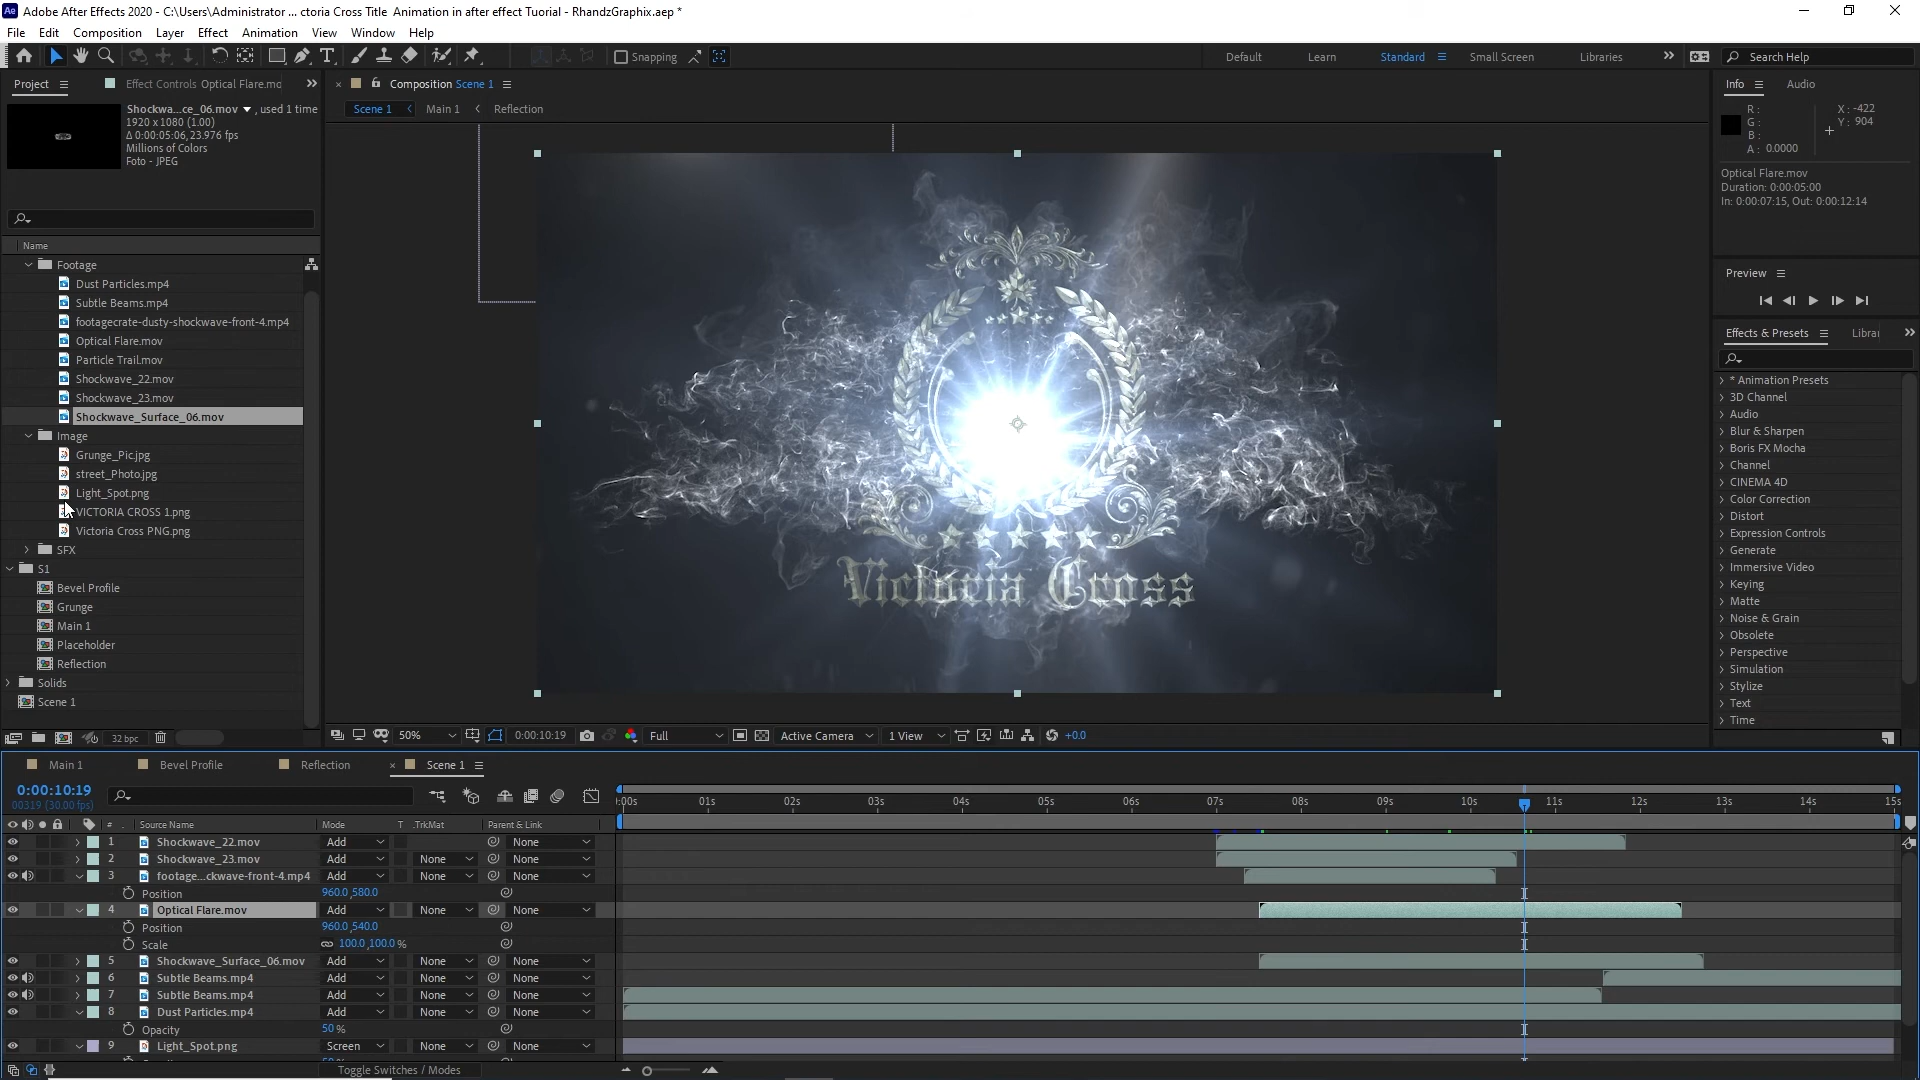 Ae Adobe After Effects 2020 - C:\Users\Administrator ... ctoria Cross Title Animation in after effect Tuorial - RhandzGraphix.aep *
File Edit Composition Layer Effect Animation View Window Help
Snapping
Default Learn Standard Small Screen Libraries Search Help
Project Effect Controls Optical Flare.mo
Shockwa...ce_06.mov , used 1 time
1920 x 1080 (1.00)
Δ 0:00:05:06, 23.976 fps
Millions of Colors
Foto - JPEG
Name
Footage
Dust Particles.mp4
Subtle Beams.mp4
footagecrate-dusty-shockwave-front-4.mp4
Optical Flare.mov
Particle Trail.mov
Shockwave_22.mov
Shockwave_23.mov
Shockwave_Surface_06.mov
Image
Grunge_Pic.jpg
street_Photo.jpg
Light_Spot.png
VICTORIA CROSS 1.png
Victoria Cross PNG.png
SFX
S1
Bevel Profile
Grunge
Main 1
Placeholder
Reflection
Solids
Scene 1
32 bpc
Composition Scene 1
Scene 1 Main 1 Reflection
Victoria Cross
50% 0:00:10:19 Full Active Camera 1 View +0.0
Info Audio
R :
G :
B :
A : 0.0000
X : -422
Y : 904
Optical Flare.mov
Duration: 0:00:05:00
In: 0:00:07:15, Out: 0:00:12:14
Preview
Effects & Presets Librar
* Animation Presets
3D Channel
Audio
Blur & Sharpen
Boris FX Mocha
Channel
CINEMA 4D
Color Correction
Distort
Expression Controls
Generate
Immersive Video
Keying
Matte
Noise & Grain
Obsolete
Perspective
Simulation
Stylize
Text
Time
Main 1 Bevel Profile Reflection Scene 1
0:00:10:19
00319 (30.00 fps)
:00s 01s 02s 03s 04s 05s 06s 07s 08s 09s 10s 11s 12s 13s 14s 15s
# . Source Name Mode T .TrkMat Parent & Link
1 Shockwave_22.mov Add None
2 Shockwave_23.mov Add None None
3 footage...ckwave-front-4.mp4 Add None None
Position 960.0,580.0
4 Optical Flare.mov Add None None
Position 960.0,540.0
Scale 100.0,100.0 %
5 Shockwave_Surface_06.mov Add None None
6 Subtle Beams.mp4 Add None None
7 Subtle Beams.mp4 Add None None
8 Dust Particles.mp4 Add None None
Opacity 50 %
9 Light_Spot.png Screen None None
Toggle Switches / Modes